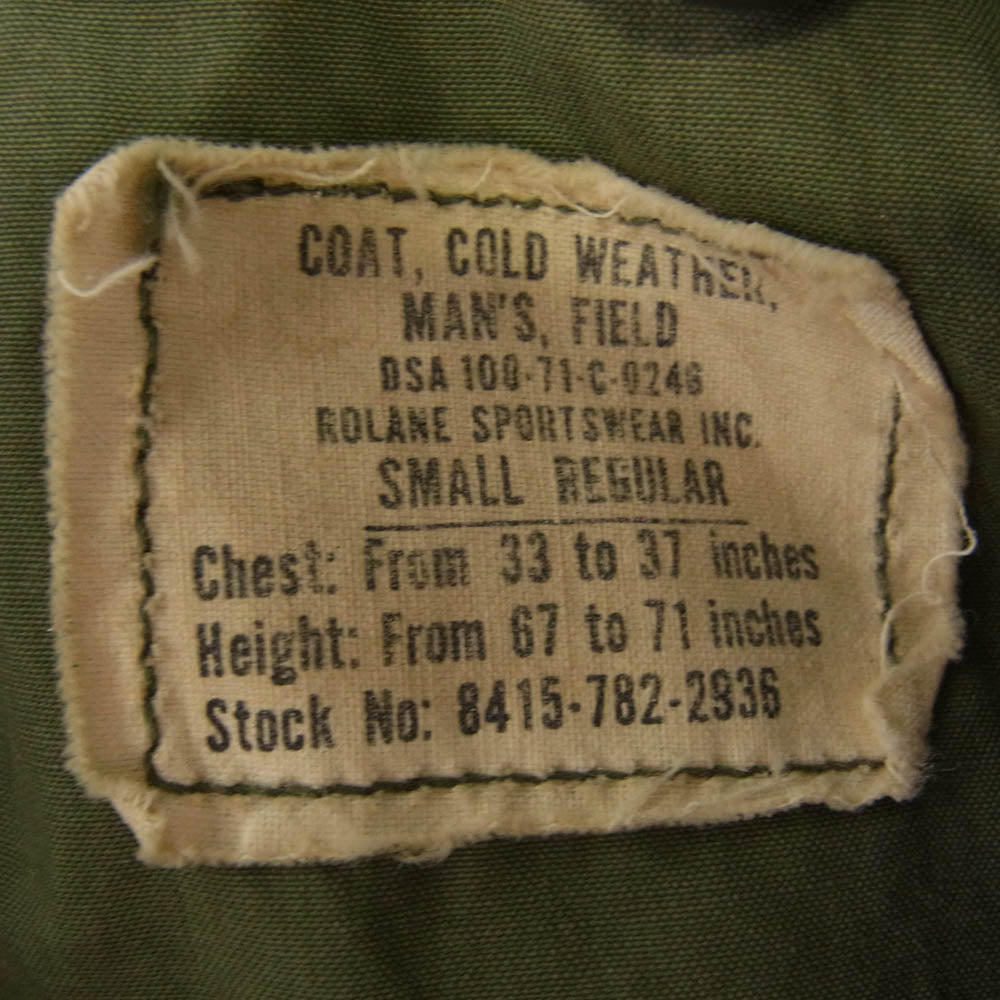 COAT, COLD WEATHER,
MAN'S, FIELD
DSA 100-71-C-0246
ROLANE SPORTSWEAR INC.
SMALL REGULAR
Chest: From 33 to 37 inches
Height: From 67 to 71 inches
Stock No: 8415-782-2936